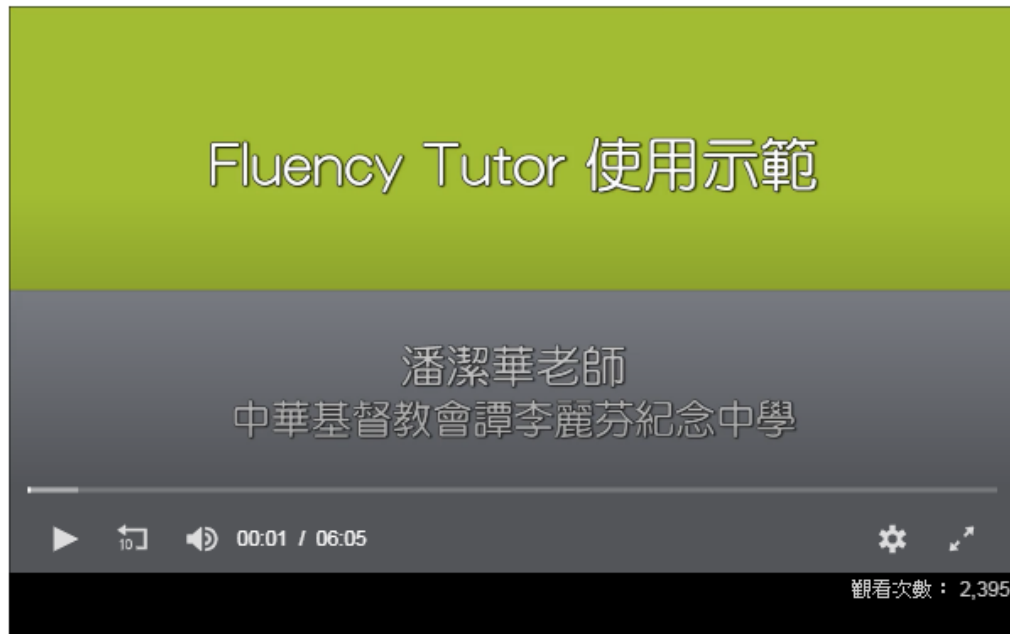 Fluency Tutor 使用示範
潘潔華老師
中華基督教會譚李麗芬紀念中學
10
00:01 / 06:05
觀看次數： 2,395